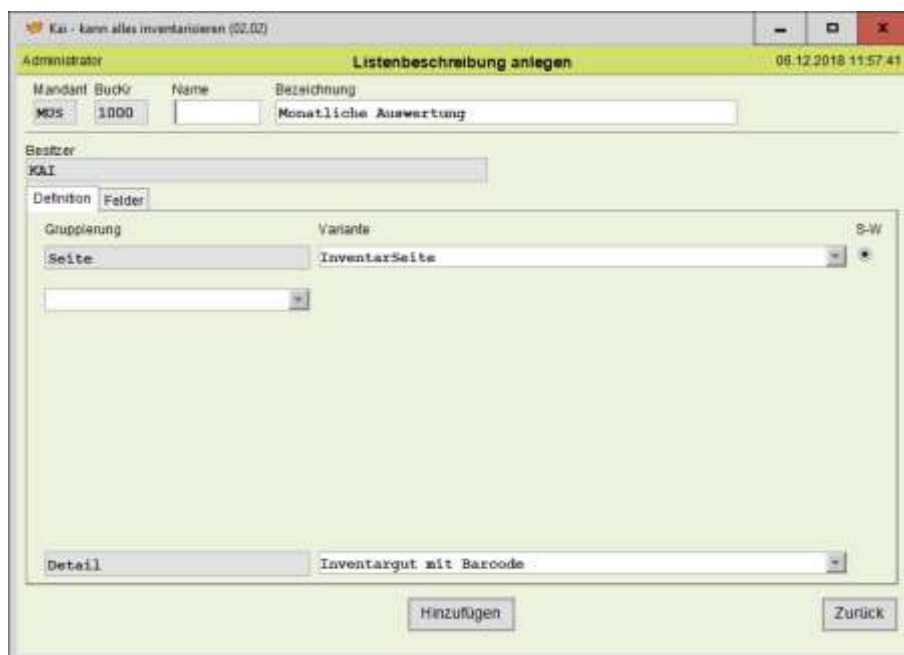 Kai - kann alles inventarisieren (02.02)
Administrator Listenbeschreibung anlegen 06.12.2018 11:57:41
Mandant BucKr Name Bezeichnung
MDS 1000 Monatliche Auswertung
Besitzer
KAI
Definition Felder
Gruppierung Variante S-W
Seite InventarSeite
Detail Inventargut mit Barcode
Hinzufügen Zurück